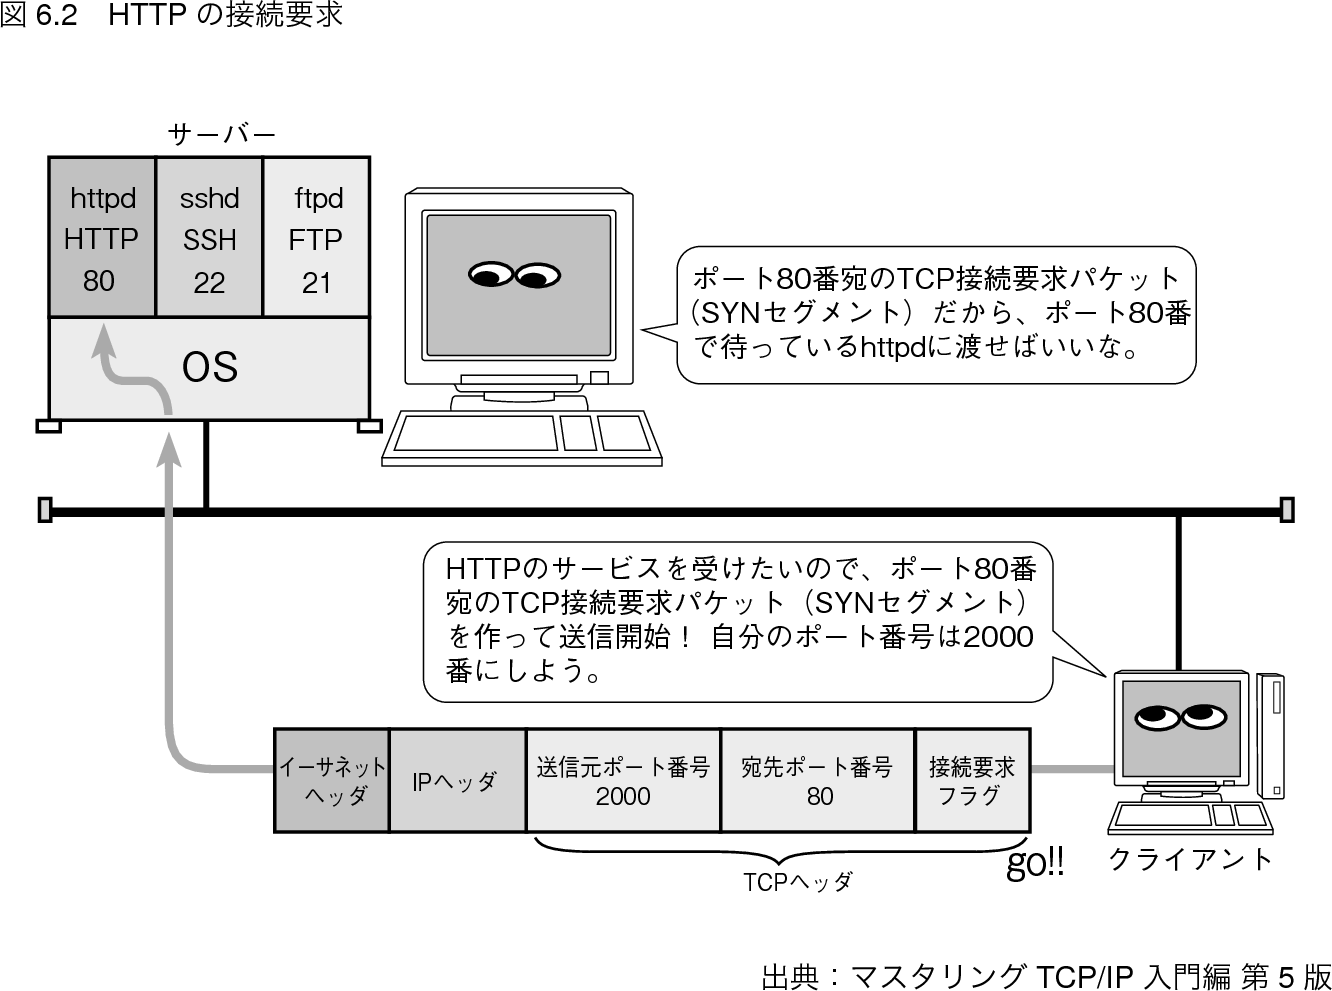 図 6.2　HTTP の接続要求
サーバー
httpd
HTTP
80
sshd
SSH
22
ftpd
FTP
21
OS
ポート80番宛のTCP接続要求パケット
（SYNセグメント）だから、ポート80番
で待っているhttpdに渡せばいいな。
HTTPのサービスを受けたいので、ポート80番
宛のTCP接続要求パケット（SYNセグメント）
を作って送信開始！ 自分のポート番号は2000
番にしよう。
イーサネット
ヘッダ
IPヘッダ
送信元ポート番号
2000
宛先ポート番号
80
接続要求
フラグ
TCPヘッダ
go!!
クライアント
出典：マスタリング TCP/IP 入門編 第 5 版